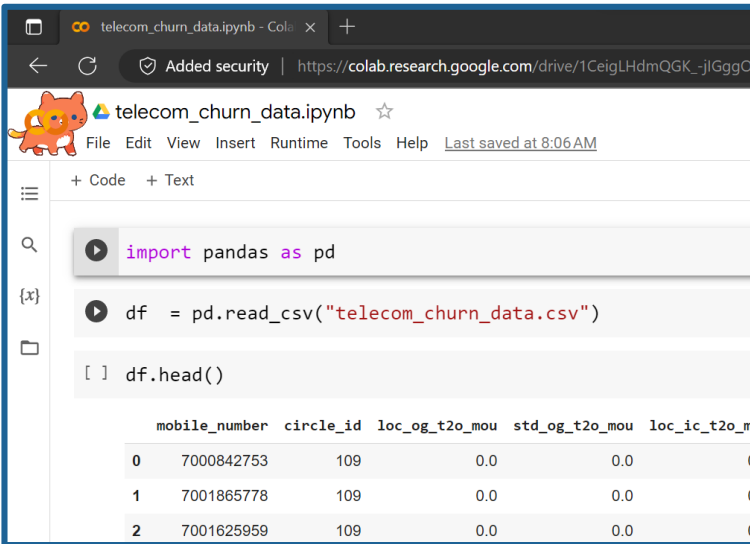 telecom_churn_data.ipynb - Cola
Added security | https://colab.research.google.com/drive/1CeigLHdmQGK_-jIGgg
telecom_churn_data.ipynb
File Edit View Insert Runtime Tools Help Last saved at 8:06 AM
+ Code + Text
import pandas as pd
{x}
df = pd.read_csv("telecom_churn_data.csv")
[ ] df.head()
mobile_number circle_id loc_og_t2o_mou std_og_t2o_mou loc_ic_t2o_m
0 7000842753 109 0.0 0.0
1 7001865778 109 0.0 0.0
2 7001625959 109 0.0 0.0